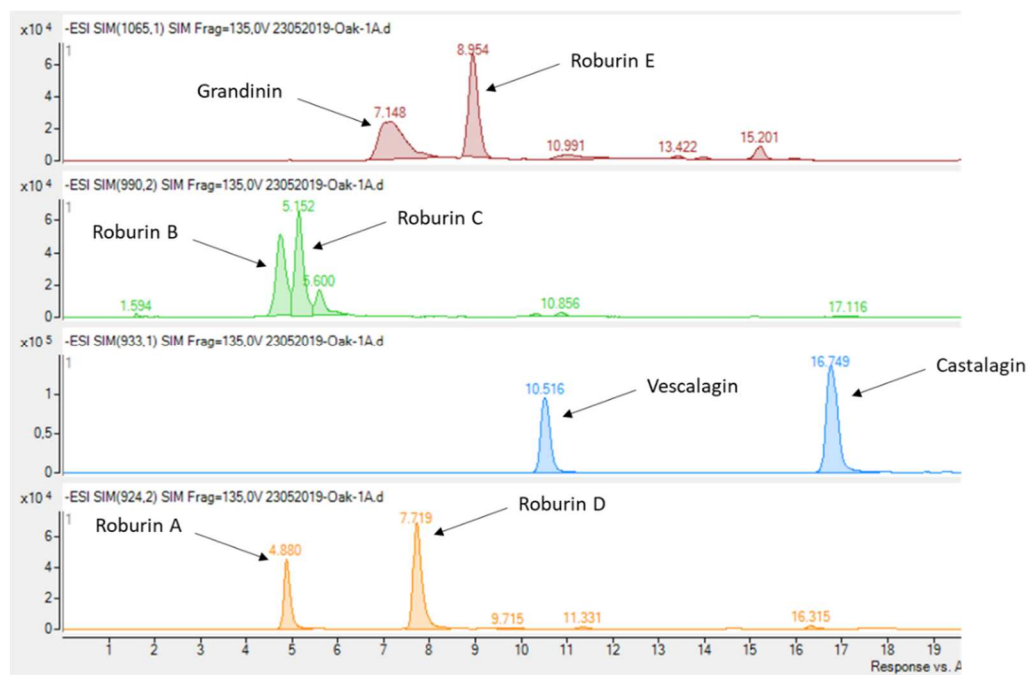 x10 4 -ESI SIM(1065,1) SIM Frag=135,0V 23052019-Oak-1A.d
1
8.954
Roburin E
6
Grandinin
7.148
4
2
10.991
13.422
15.201
0
x10 4 -ESI SIM(990,2) SIM Frag=135,0V 23052019-Oak-1A.d
1
5.152
Roburin C
6
Roburin B
4
5.600
2
1.594
10.856
17.116
0
x10 5 -ESI SIM(933,1) SIM Frag=135,0V 23052019-Oak-1A.d
1
16.749
Castalagin
10.516
Vescalagin
1
0,5
0
x10 4 -ESI SIM(924,2) SIM Frag=135,0V 23052019-Oak-1A.d
1
Roburin A
7.719
Roburin D
6
4.880
4
2
9.715
11.331
16.315
0
1 2 3 4 5 6 7 8 9 10 11 12 13 14 15 16 17 18 19
Response vs. A